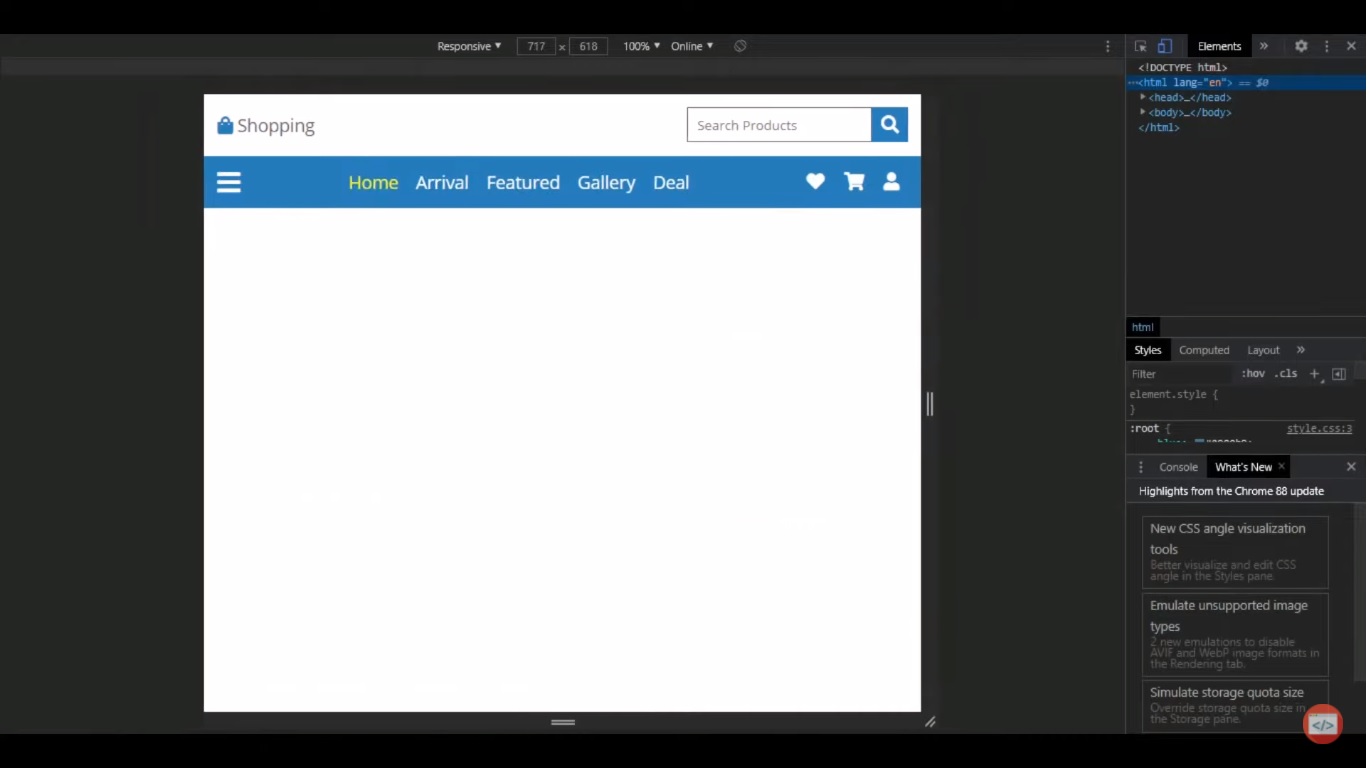 Responsive ▼ 717 x 618 100% ▼ Online ▼
Elements »
<!DOCTYPE html>
<html lang="en"> == $0
<head>…</head>
<body>…</body>
</html>
Shopping
Search Products
Home Arrival Featured Gallery Deal
html
Styles Computed Layout »
Filter :hov .cls +
element.style {
}
:root { style.css:3
Console What's New ×
Highlights from the Chrome 88 update
New CSS angle visualization
tools
Better visualize and edit CSS
angle in the Styles pane.
Emulate unsupported image
types
2 new emulations to disable
AVIF and WebP image formats in
the Rendering tab.
Simulate storage quota size
Override storage quota size in
the Storage pane.
</>